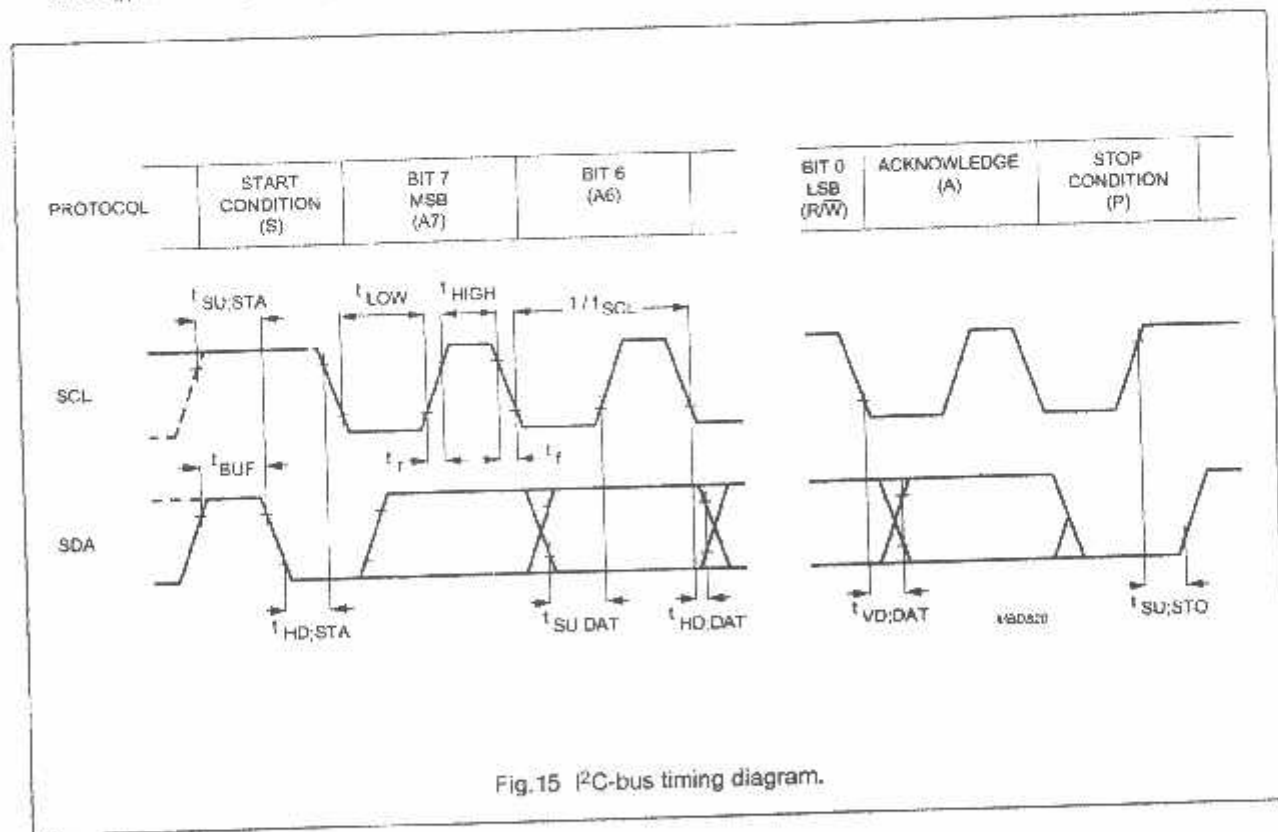 PROTOCOL
START
CONDITION
(S)
BIT 7
MSB
(A7)
BIT 6
(A6)
BIT 0
LSB
(R/W̅)
ACKNOWLEDGE
(A)
STOP
CONDITION
(P)
t SU;STA
t LOW
t HIGH
1/f SCL
SCL
t BUF
t r
t f
SDA
t HD;STA
t SU DAT
t HD;DAT
t VD;DAT
MBD820
t SU;STO
Fig.15 I²C-bus timing diagram.